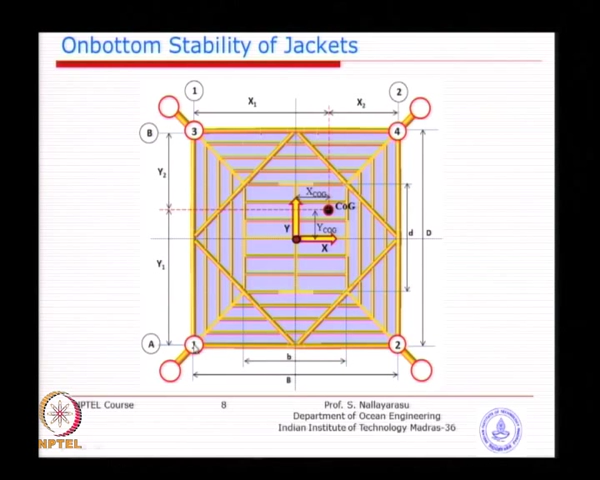 Onbottom Stability of Jackets
1
2
X1
X2
B
3
4
Y2
XCOG
CoG
Y
YCOG
X
d
D
Y1
A
1
2
b
B
NPTEL Course
8
Prof. S. Nallayarasu
Department of Ocean Engineering
Indian Institute of Technology Madras-36
NPTEL